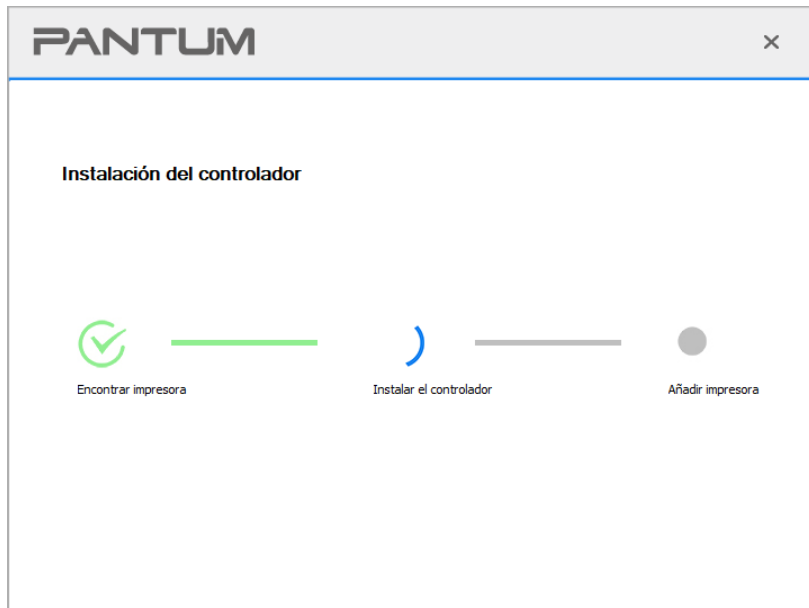 PANTUM
Instalación del controlador
Encontrar impresora
Instalar el controlador
Añadir impresora